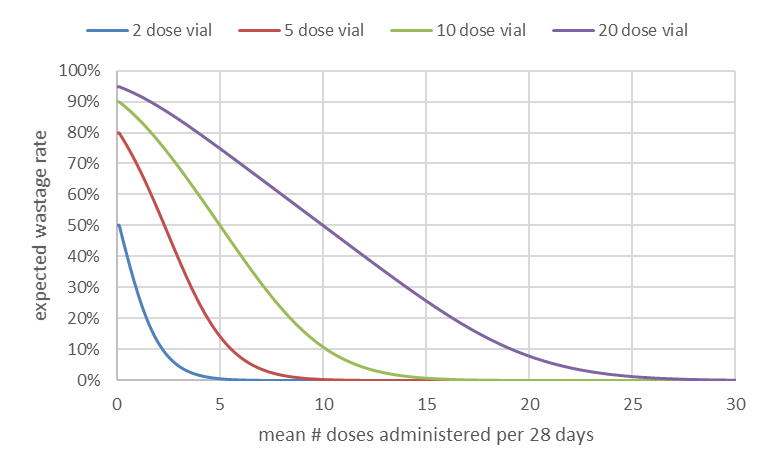 2 dose vial 5 dose vial 10 dose vial 20 dose vial
100%
90%
80%
70%
60%
50%
40%
30%
20%
10%
0%
expected wastage rate
0 5 10 15 20 25 30
mean # doses administered per 28 days